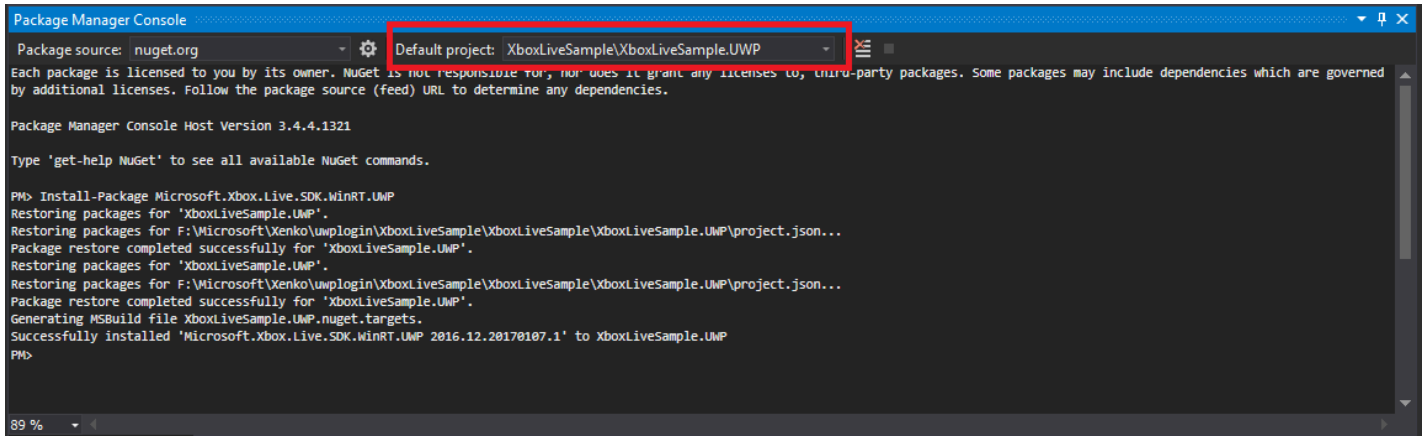 Package Manager Console
Package source: nuget.org Default project: XboxLiveSample\XboxLiveSample.UWP
Each package is licensed to you by its owner. NuGet is not responsible for, nor does it grant any licenses to, third-party packages. Some packages may include dependencies which are governed
by additional licenses. Follow the package source (feed) URL to determine any dependencies.
Package Manager Console Host Version 3.4.4.1321
Type 'get-help NuGet' to see all available NuGet commands.
PM> Install-Package Microsoft.Xbox.Live.SDK.WinRT.UWP
Restoring packages for 'XboxLiveSample.UWP'.
Restoring packages for F:\Microsoft\Xenko\uwplogin\XboxLiveSample\XboxLiveSample\XboxLiveSample.UWP\project.json...
Package restore completed successfully for 'XboxLiveSample.UWP'.
Restoring packages for 'XboxLiveSample.UWP'.
Restoring packages for F:\Microsoft\Xenko\uwplogin\XboxLiveSample\XboxLiveSample\XboxLiveSample.UWP\project.json...
Package restore completed successfully for 'XboxLiveSample.UWP'.
Generating MSBuild file XboxLiveSample.UWP.nuget.targets.
Successfully installed 'Microsoft.Xbox.Live.SDK.WinRT.UWP 2016.12.20170107.1' to XboxLiveSample.UWP
PM>
89 %